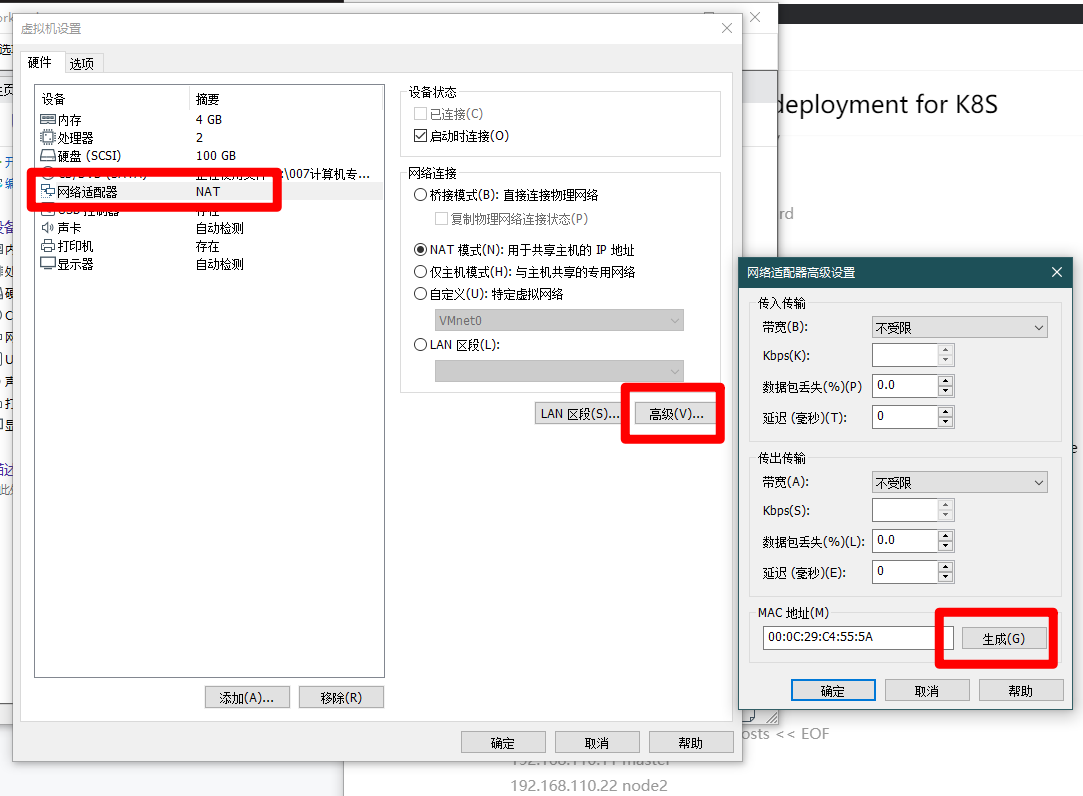 虚拟机设置
硬件
选项
设备
摘要
内存
4 GB
处理器
2
硬盘 (SCSI)
100 GB
:\007计算机专...
网络适配器
NAT
声卡
自动检测
打印机
存在
显示器
自动检测
添加(A)...
移除(R)
设备状态
已连接(C)
启动时连接(O)
网络连接
桥接模式(B): 直接连接物理网络
复制物理网络连接状态(P)
NAT 模式(N): 用于共享主机的 IP 地址
仅主机模式(H): 与主机共享的专用网络
自定义(U): 特定虚拟网络
VMnet0
LAN 区段(L):
LAN 区段(S)...
高级(V)...
确定
取消
帮助
deployment for K8S
rd
网络适配器高级设置
传入传输
带宽(B):
不受限
Kbps(K):
数据包丢失(%)(P)
0.0
延迟 (毫秒)(T):
0
传出传输
带宽(A):
不受限
Kbps(S):
数据包丢失(%)(L):
0.0
延迟 (毫秒)(E):
0
MAC 地址(M)
00:0C:29:C4:55:5A
生成(G)
确定
取消
帮助
osts << EOF
192.168.110.11 master
192.168.110.22 node2